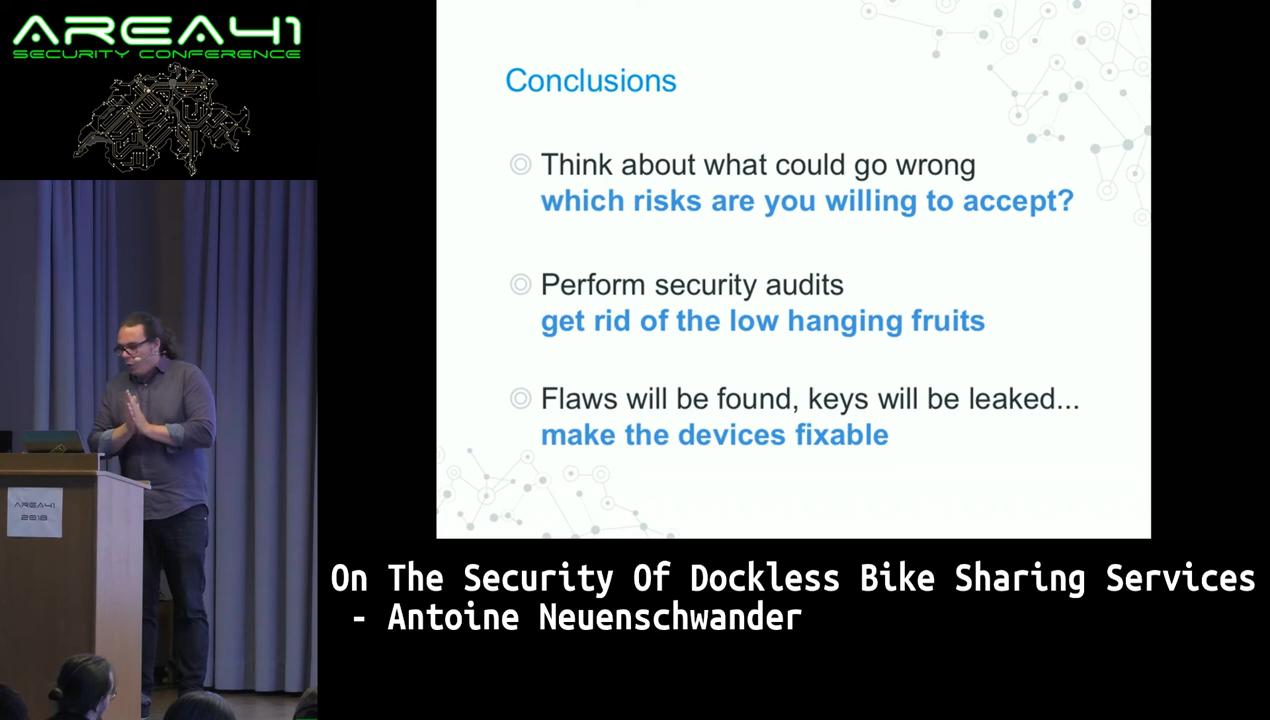 AREA41
SECURITY CONFERENCE
Conclusions
Think about what could go wrong
which risks are you willing to accept?
Perform security audits
get rid of the low hanging fruits
Flaws will be found, keys will be leaked...
make the devices fixable
AREA41
2018
On The Security Of Dockless Bike Sharing Services
- Antoine Neuenschwander